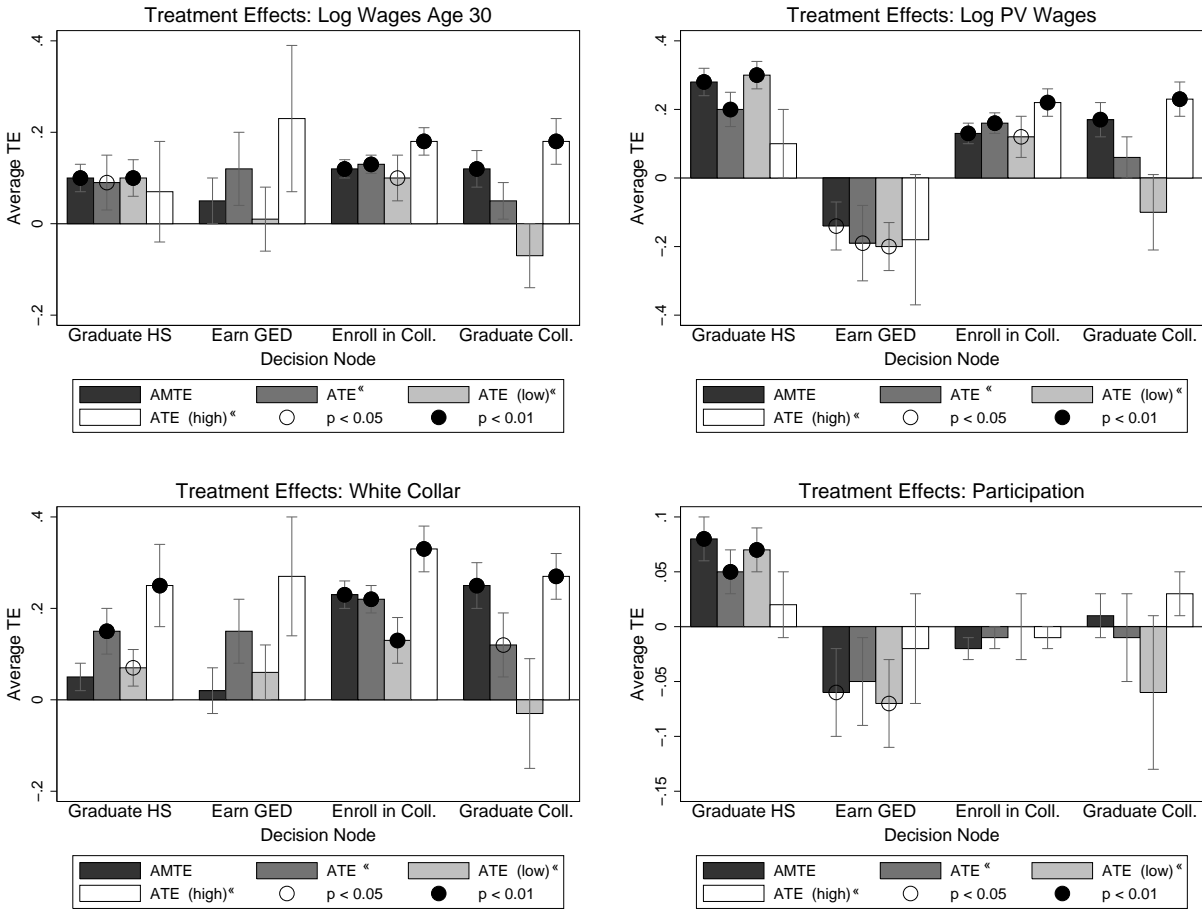 Treatment Effects: Log Wages Age 30
.4
.2
0
−.2
Average TE
Graduate HS Earn GED Enroll in Coll. Graduate Coll.
Decision Node
AMTE ATE « ATE (low) «
ATE (high) « p < 0.05 p < 0.01
Treatment Effects: Log PV Wages
.4
.2
0
−.2
−.4
Average TE
Graduate HS Earn GED Enroll in Coll. Graduate Coll.
Decision Node
AMTE ATE « ATE (low) «
ATE (high) « p < 0.05 p < 0.01
Treatment Effects: White Collar
.4
.2
0
−.2
Average TE
Graduate HS Earn GED Enroll in Coll. Graduate Coll.
Decision Node
AMTE ATE « ATE (low) «
ATE (high) « p < 0.05 p < 0.01
Treatment Effects: Participation
.1
.05
0
−.05
−.1
−.15
Average TE
Graduate HS Earn GED Enroll in Coll. Graduate Coll.
Decision Node
AMTE ATE « ATE (low) «
ATE (high) « p < 0.05 p < 0.01